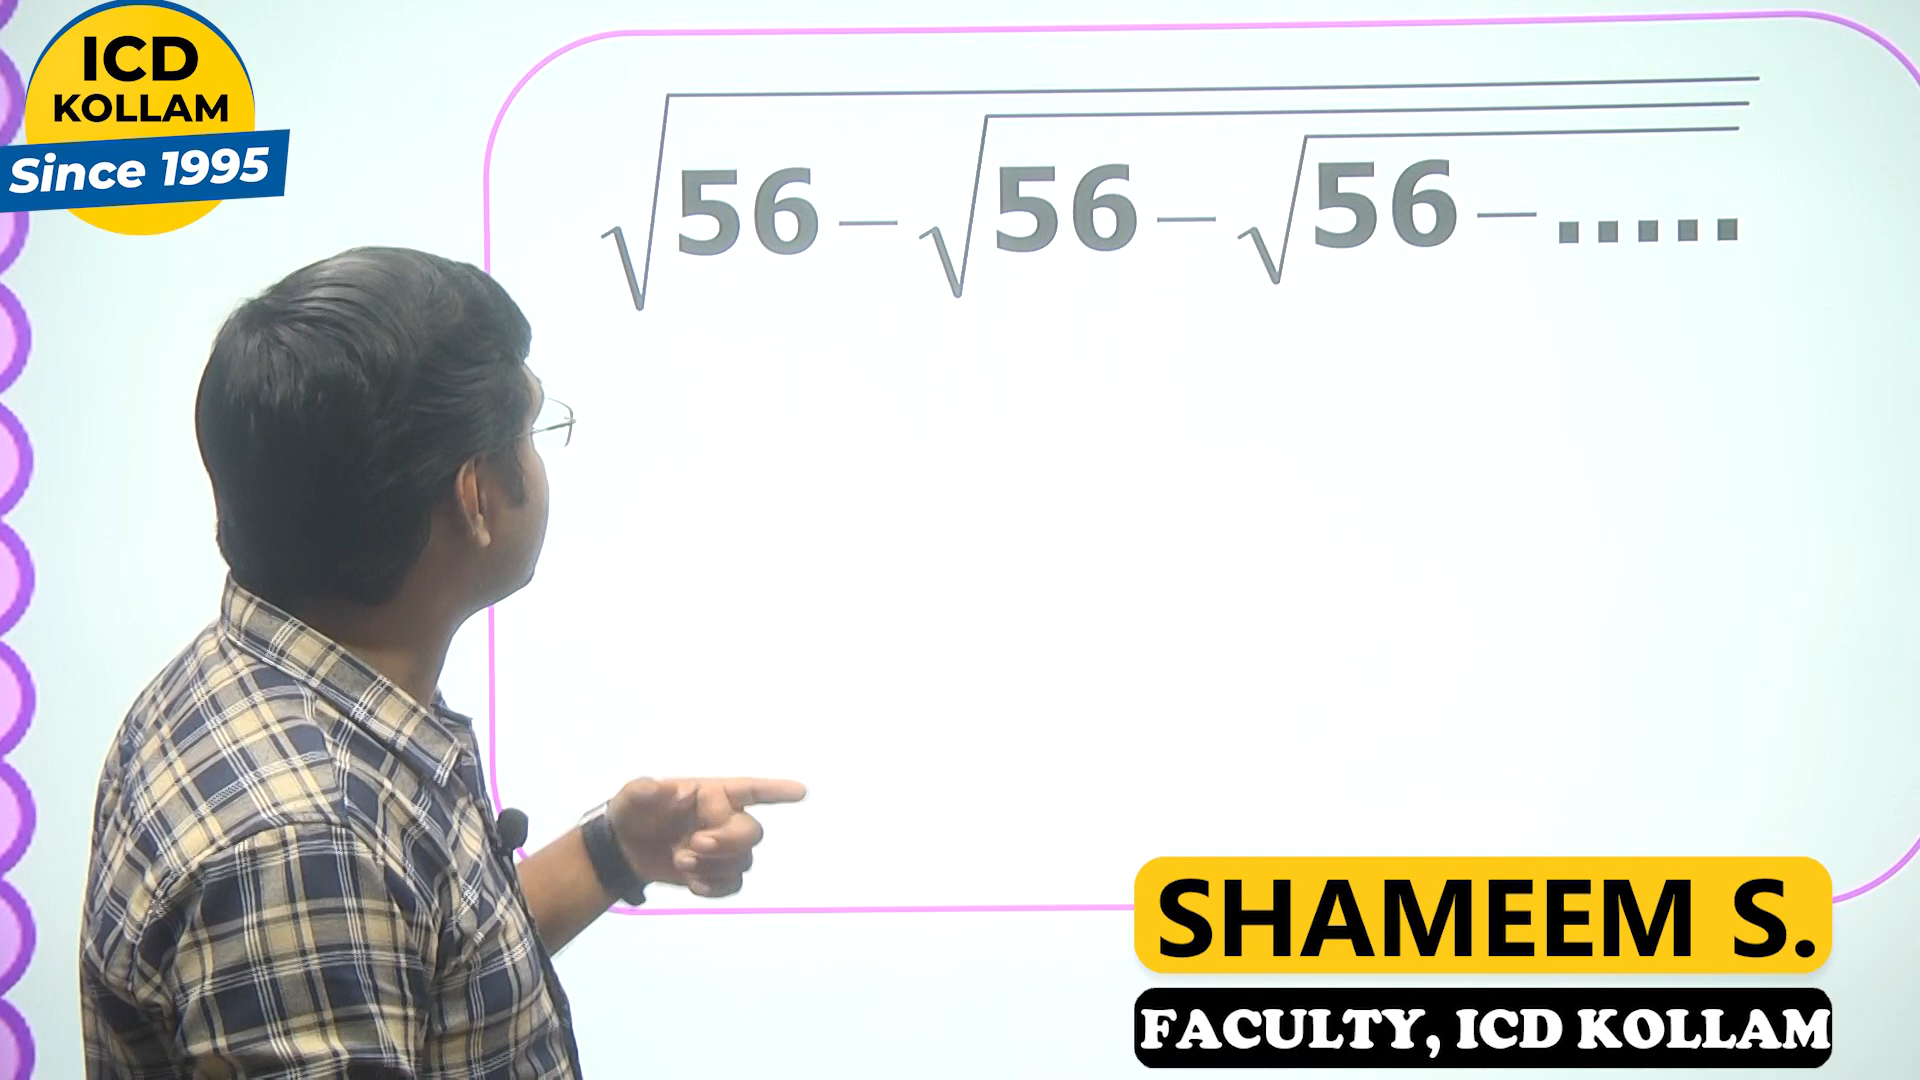 ICD
KOLLAM
Since 1995
√56 – √56 – √56 – .....
SHAMEEM S.
FACULTY, ICD KOLLAM